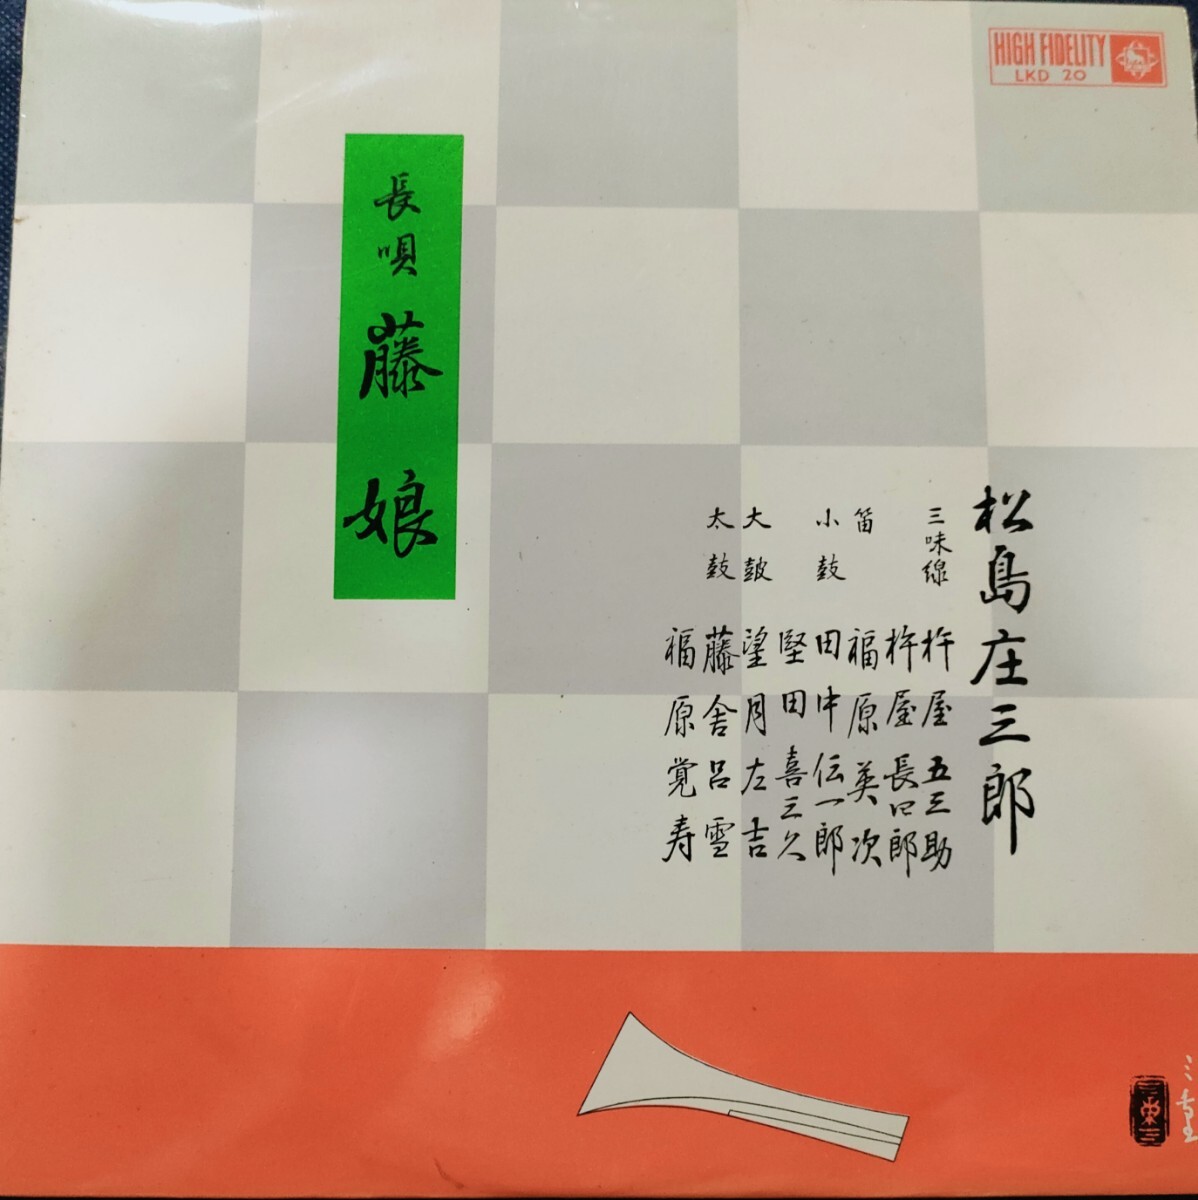 HIGH FIDELITY
LKD 20
長唄 藤娘
松島庄三郎
三味線 杵屋五三助
杵屋長四郎
笛 福原英次
小鼓 田中伝一郎
堅田喜三久
大鼓 望月左吉
太鼓 藤舎呂雪
福原覚寿